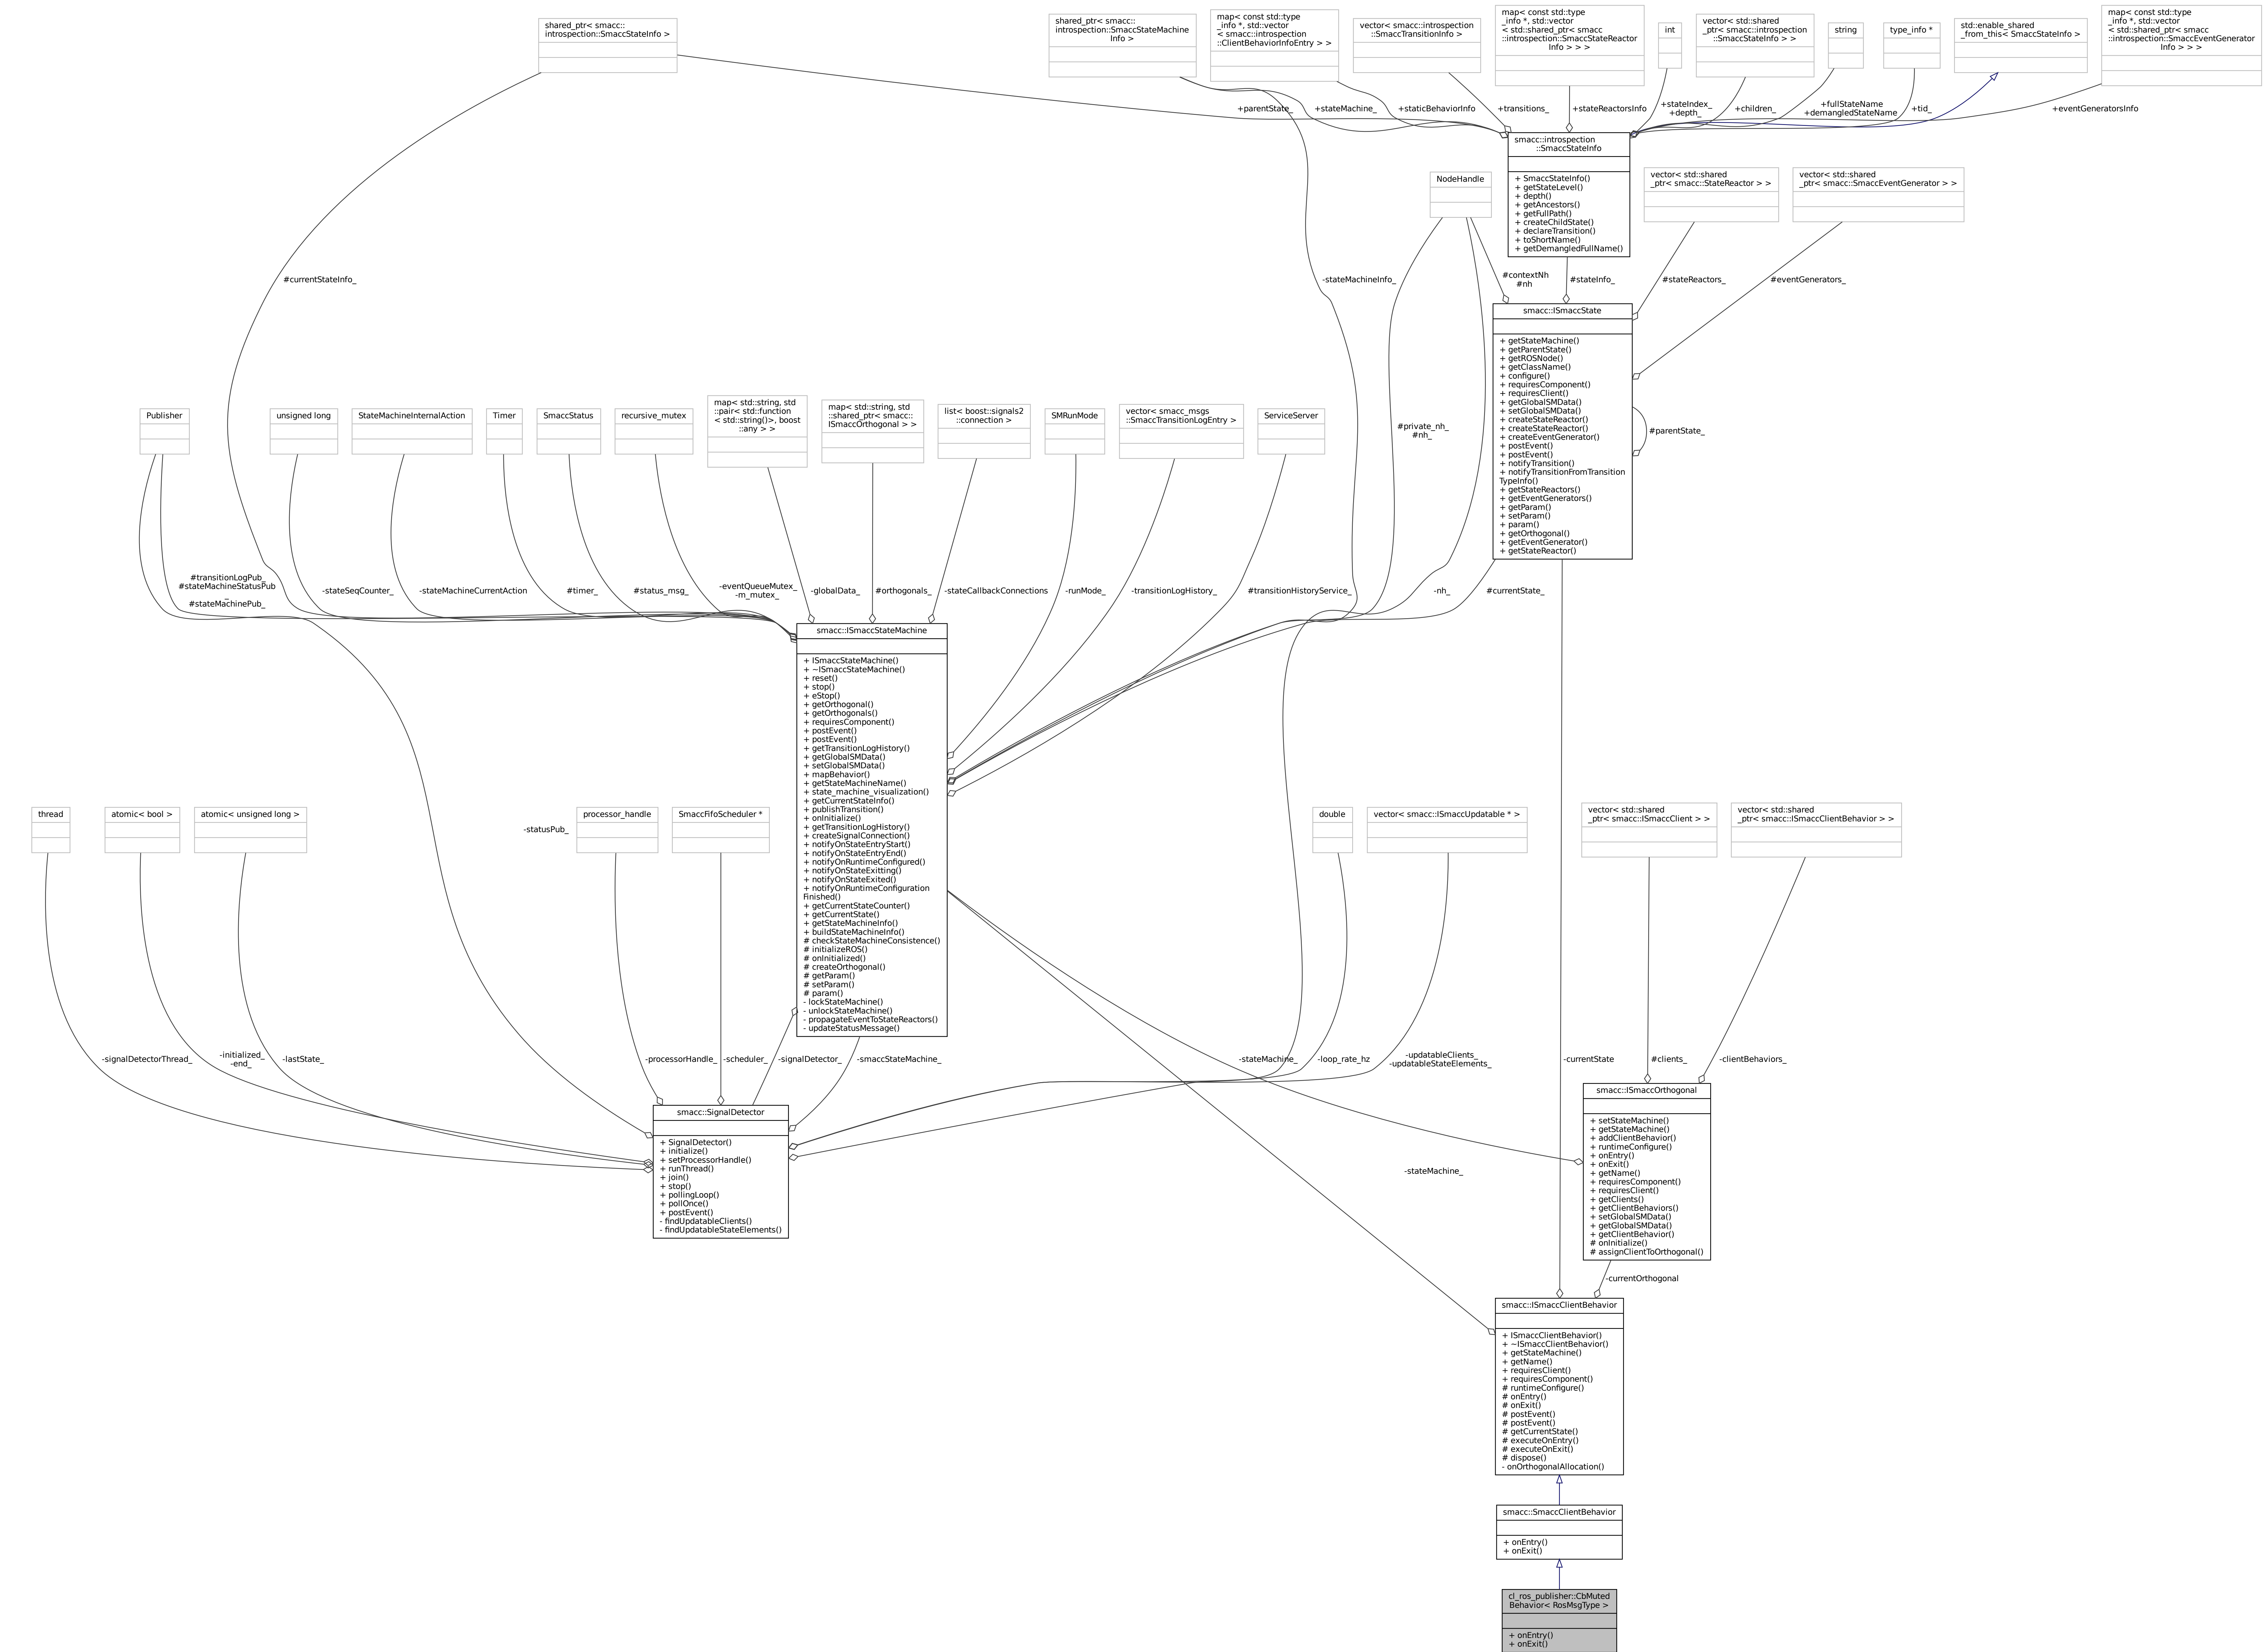 shared_ptr< smacc::
introspection::SmaccStateInfo >
shared_ptr< smacc::
introspection::SmaccStateMachine
Info >
map< const std::type
_info *, std::vector
< smacc::introspection
::ClientBehaviorInfoEntry > >
vector< smacc::introspection
::SmaccTransitionInfo >
map< const std::type
_info *, std::vector
< std::shared_ptr< smacc
::introspection::SmaccStateReactor
Info > > >
int
vector< std::shared
_ptr< smacc::introspection
::SmaccStateInfo > >
string
type_info *
std::enable_shared
_from_this< SmaccStateInfo >
map< const std::type
_info *, std::vector
< std::shared_ptr< smacc
::introspection::SmaccEventGenerator
Info > > >
+parentState_
+stateMachine_
+staticBehaviorInfo
+transitions_
+stateReactorsInfo
+stateIndex_
+depth_
+children_
+fullStateName
+demangledStateName
+tid_
+eventGeneratorsInfo
smacc::introspection
::SmaccStateInfo
+ SmaccStateInfo()
+ getStateLevel()
+ depth()
+ getAncestors()
+ getFullPath()
+ createChildState()
+ declareTransition()
+ toShortName()
+ getDemangledFullName()
NodeHandle
vector< std::shared
_ptr< smacc::StateReactor > >
vector< std::shared
_ptr< smacc::SmaccEventGenerator > >
#currentStateInfo_
-stateMachineInfo_
#contextNh
#nh
#stateInfo_
#stateReactors_
#eventGenerators_
smacc::ISmaccState
+ getStateMachine()
+ getParentState()
+ getROSNode()
+ getClassName()
+ configure()
+ requiresComponent()
+ requiresClient()
+ getGlobalSMData()
+ setGlobalSMData()
+ createStateReactor()
+ createStateReactor()
+ createEventGenerator()
+ postEvent()
+ postEvent()
+ notifyTransition()
+ notifyTransitionFromTransition
TypeInfo()
+ getStateReactors()
+ getEventGenerators()
+ getParam()
+ setParam()
+ param()
+ getOrthogonal()
+ getEventGenerator()
+ getStateReactor()
#parentState_
Publisher
unsigned long
StateMachineInternalAction
Timer
SmaccStatus
recursive_mutex
map< std::string, std
::pair< std::function
< std::string()>, boost
::any > >
map< std::string, std
::shared_ptr< smacc::
ISmaccOrthogonal > >
list< boost::signals2
::connection >
SMRunMode
vector< smacc_msgs
::SmaccTransitionLogEntry >
ServiceServer
#private_nh_
#nh_
#transitionLogPub_
#stateMachineStatusPub
_
#stateMachinePub_
-stateSeqCounter_
-stateMachineCurrentAction
#timer_
#status_msg_
-eventQueueMutex_
-m_mutex_
-globalData_
#orthogonals_
-stateCallbackConnections
-runMode_
-transitionLogHistory_
#transitionHistoryService_
-nh_
#currentState_
smacc::ISmaccStateMachine
+ ISmaccStateMachine()
+ ~ISmaccStateMachine()
+ reset()
+ stop()
+ eStop()
+ getOrthogonal()
+ getOrthogonals()
+ requiresComponent()
+ postEvent()
+ postEvent()
+ getTransitionLogHistory()
+ getGlobalSMData()
+ setGlobalSMData()
+ mapBehavior()
+ getStateMachineName()
+ state_machine_visualization()
+ getCurrentStateInfo()
+ publishTransition()
+ onInitialize()
+ getTransitionLogHistory()
+ createSignalConnection()
+ notifyOnStateEntryStart()
+ notifyOnStateEntryEnd()
+ notifyOnRuntimeConfigured()
+ notifyOnStateExitting()
+ notifyOnStateExited()
+ notifyOnRuntimeConfiguration
Finished()
+ getCurrentStateCounter()
+ getCurrentState()
+ getStateMachineInfo()
+ buildStateMachineInfo()
# checkStateMachineConsistence()
# initializeROS()
# onInitialized()
# createOrthogonal()
# getParam()
# setParam()
# param()
- lockStateMachine()
- unlockStateMachine()
- propagateEventToStateReactors()
- updateStatusMessage()
thread
atomic< bool >
atomic< unsigned long >
-statusPub_
processor_handle
SmaccFifoScheduler *
double
vector< smacc::ISmaccUpdatable * >
vector< std::shared
_ptr< smacc::ISmaccClient > >
vector< std::shared
_ptr< smacc::ISmaccClientBehavior > >
-signalDetectorThread_
-initialized_
-end_
-lastState_
-processorHandle_
-scheduler_
-signalDetector_
-smaccStateMachine_
-stateMachine_
-loop_rate_hz
-updatableClients_
-updatableStateElements_
-currentState
#clients_
-clientBehaviors_
smacc::SignalDetector
+ SignalDetector()
+ initialize()
+ setProcessorHandle()
+ runThread()
+ join()
+ stop()
+ pollingLoop()
+ pollOnce()
+ postEvent()
- findUpdatableClients()
- findUpdatableStateElements()
-stateMachine_
smacc::ISmaccOrthogonal
+ setStateMachine()
+ getStateMachine()
+ addClientBehavior()
+ runtimeConfigure()
+ onEntry()
+ onExit()
+ getName()
+ requiresComponent()
+ requiresClient()
+ getClients()
+ getClientBehaviors()
+ setGlobalSMData()
+ getGlobalSMData()
+ getClientBehavior()
# onInitialize()
# assignClientToOrthogonal()
-currentOrthogonal
smacc::ISmaccClientBehavior
+ ISmaccClientBehavior()
+ ~ISmaccClientBehavior()
+ getStateMachine()
+ getName()
+ requiresClient()
+ requiresComponent()
# runtimeConfigure()
# onEntry()
# onExit()
# postEvent()
# postEvent()
# getCurrentState()
# executeOnEntry()
# executeOnExit()
# dispose()
- onOrthogonalAllocation()
smacc::SmaccClientBehavior
+ onEntry()
+ onExit()
cl_ros_publisher::CbMuted
Behavior< RosMsgType >
+ onEntry()
+ onExit()